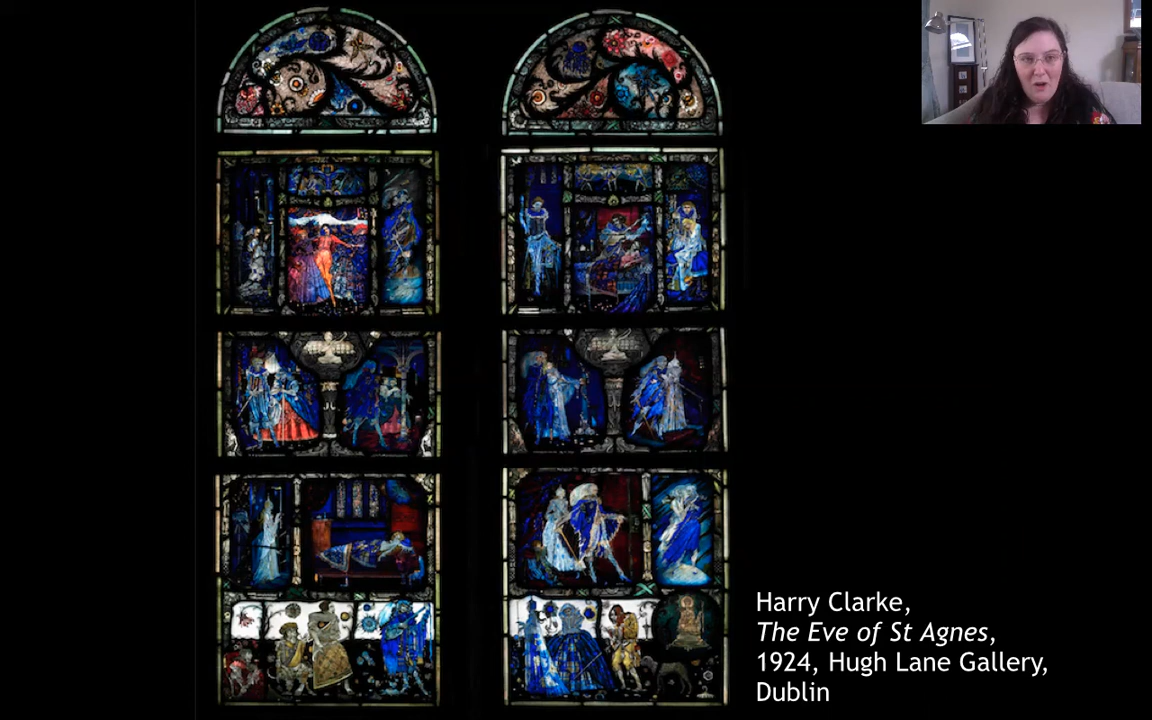 Harry Clarke,
The Eve of St Agnes,
1924, Hugh Lane Gallery,
Dublin